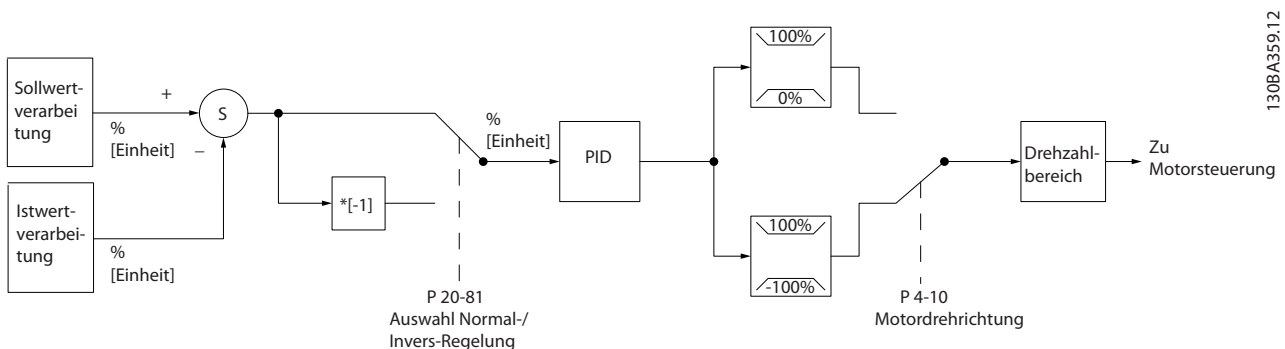 130BA359.12
Sollwert-
verarbei
tung
+
%
[Einheit]
S
−
Istwert-
verarbei-
tung
%
[Einheit]
*[-1]
P 20-81
Auswahl Normal-/
Invers-Regelung
%
[Einheit]
PID
100%
0%
100%
-100%
P 4-10
Motordrehrichtung
Drehzahl-
bereich
Zu
Motorsteuerung